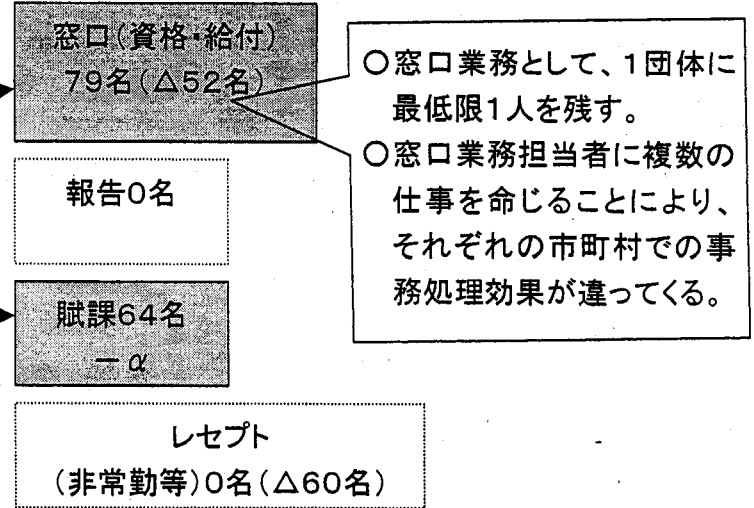 窓口(資格・給付)
79名(△52名)
○窓口業務として、1団体に
最低限1人を残す。
○窓口業務担当者に複数の
仕事を命じることにより、
それぞれの市町村での事
務処理効果が違ってくる。
報告0名
賦課64名
－α
レセプト
(非常勤等)0名(△60名)